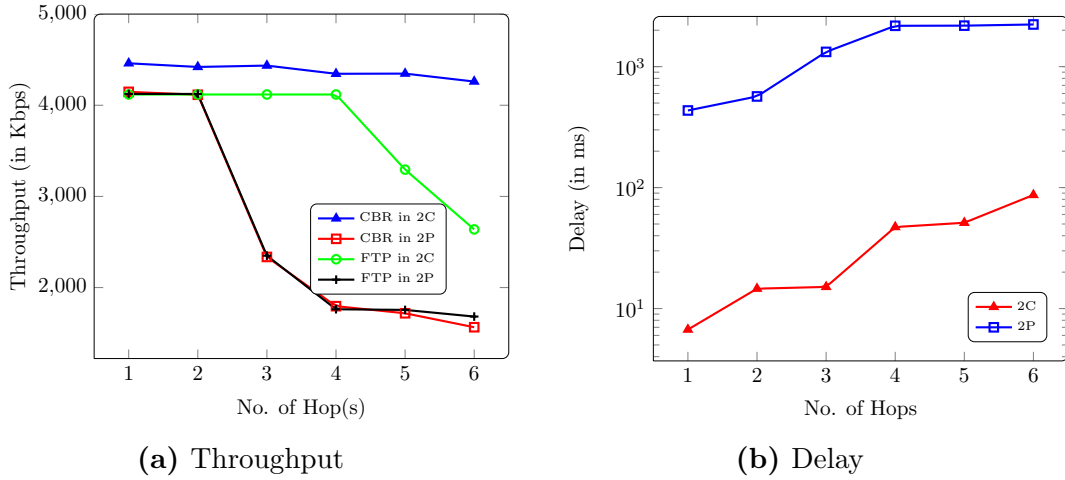 5,000
4,000
3,000
2,000
Throughput (in Kbps)
CBR in 2C
CBR in 2P
FTP in 2C
FTP in 2P
1 2 3 4 5 6
No. of Hop(s)
(a) Throughput
10^3
10^2
10^1
Delay (in ms)
2C
2P
1 2 3 4 5 6
No. of Hops
(b) Delay